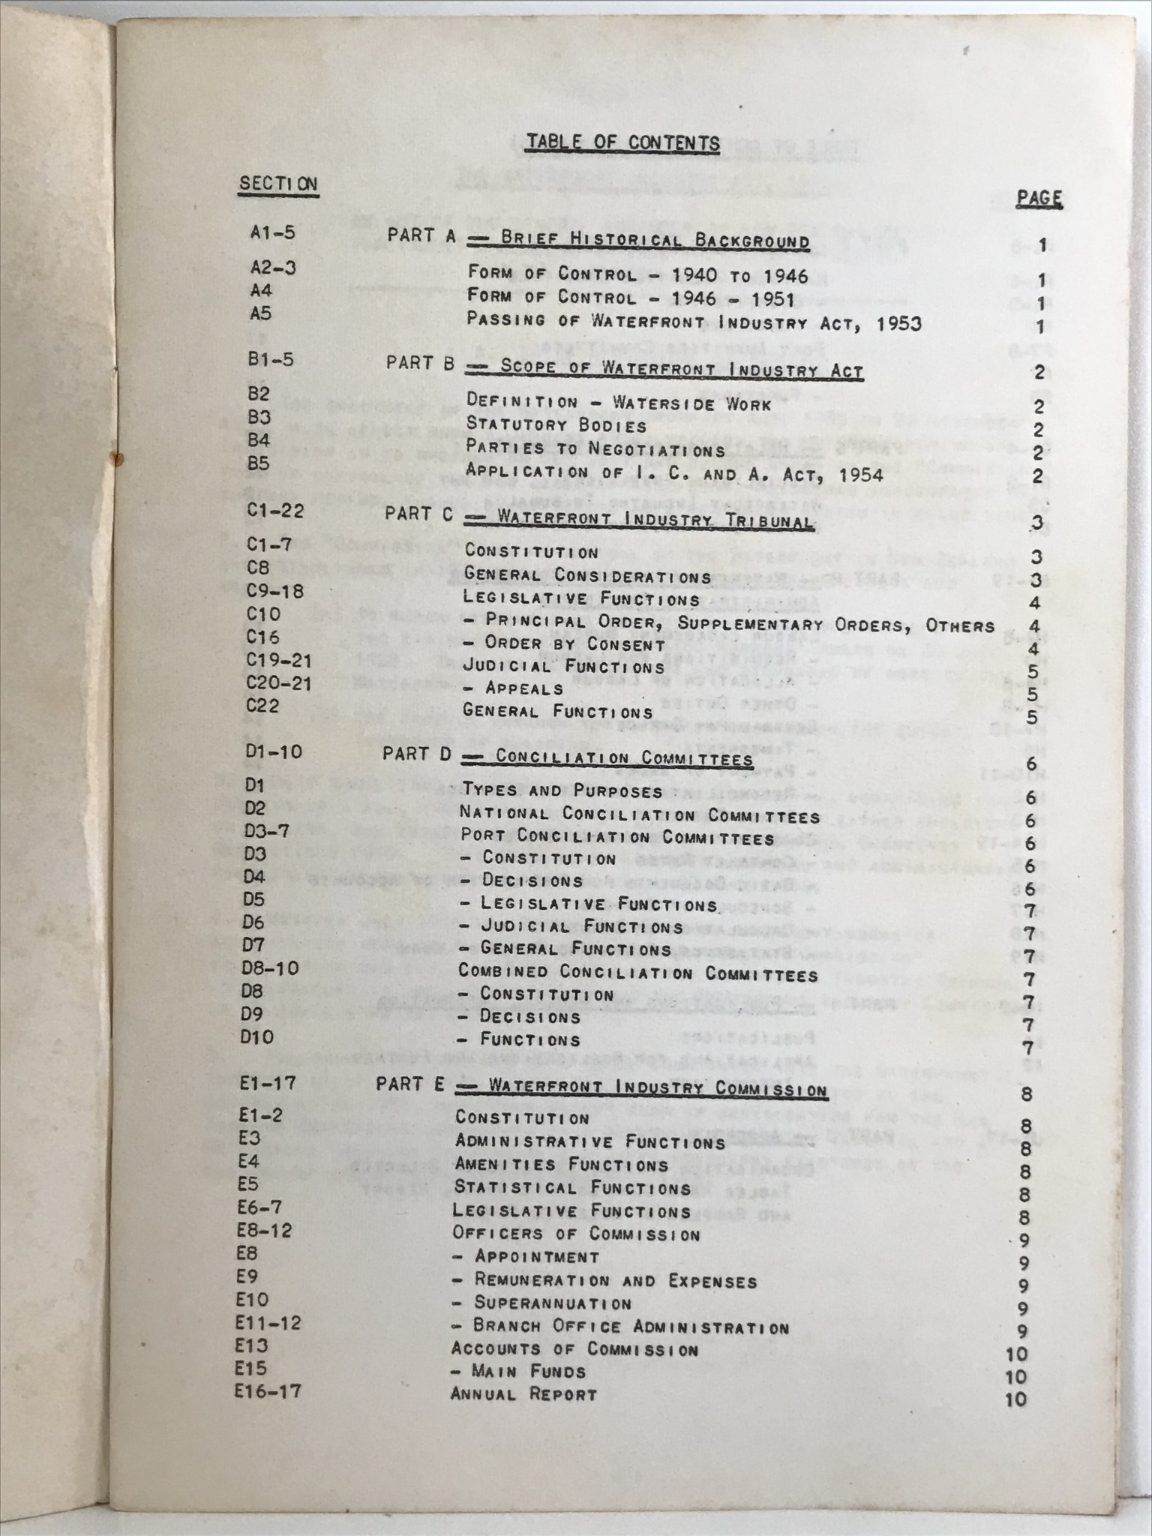 TABLE OF CONTENTS
SECTION PAGE
A1-5 PART A — BRIEF HISTORICAL BACKGROUND 1
A2-3 FORM OF CONTROL - 1940 TO 1946 1
A4 FORM OF CONTROL - 1946 - 1951 1
A5 PASSING OF WATERFRONT INDUSTRY ACT, 1953 1
B1-5 PART B — SCOPE OF WATERFRONT INDUSTRY ACT 2
B2 DEFINITION - WATERSIDE WORK 2
B3 STATUTORY BODIES 2
B4 PARTIES TO NEGOTIATIONS 2
B5 APPLICATION OF I. C. AND A. ACT, 1954 2
C1-22 PART C — WATERFRONT INDUSTRY TRIBUNAL 3
C1-7 CONSTITUTION 3
C8 GENERAL CONSIDERATIONS 3
C9-18 LEGISLATIVE FUNCTIONS 4
C10 - PRINCIPAL ORDER, SUPPLEMENTARY ORDERS, OTHERS 4
C16 - ORDER BY CONSENT 4
C19-21 JUDICIAL FUNCTIONS 5
C20-21 - APPEALS 5
C22 GENERAL FUNCTIONS 5
D1-10 PART D — CONCILIATION COMMITTEES 6
D1 TYPES AND PURPOSES 6
D2 NATIONAL CONCILIATION COMMITTEES 6
D3-7 PORT CONCILIATION COMMITTEES 6
D3 - CONSTITUTION 6
D4 - DECISIONS 6
D5 - LEGISLATIVE FUNCTIONS 7
D6 - JUDICIAL FUNCTIONS 7
D7 - GENERAL FUNCTIONS 7
D8-10 COMBINED CONCILIATION COMMITTEES 7
D8 - CONSTITUTION 7
D9 - DECISIONS 7
D10 - FUNCTIONS 7
E1-17 PART E — WATERFRONT INDUSTRY COMMISSION 8
E1-2 CONSTITUTION 8
E3 ADMINISTRATIVE FUNCTIONS 8
E4 AMENITIES FUNCTIONS 8
E5 STATISTICAL FUNCTIONS 8
E6-7 LEGISLATIVE FUNCTIONS 8
E8-12 OFFICERS OF COMMISSION 9
E8 - APPOINTMENT 9
E9 - REMUNERATION AND EXPENSES 9
E10 - SUPERANNUATION 9
E11-12 - BRANCH OFFICE ADMINISTRATION 9
E13 ACCOUNTS OF COMMISSION 10
E15 - MAIN FUNDS 10
E16-17 ANNUAL REPORT 10